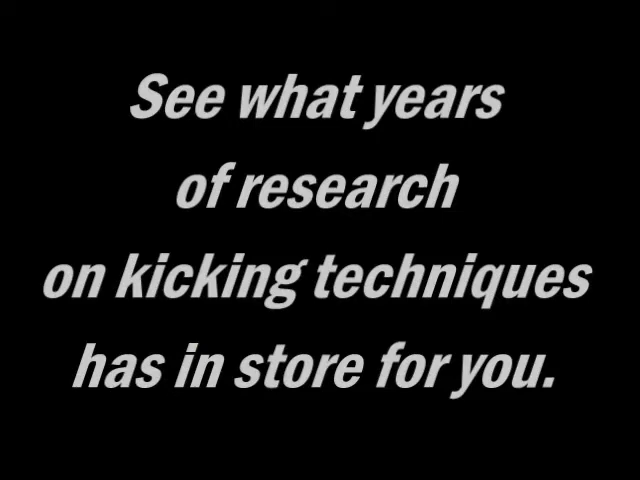 See what years
of research
on kicking techniques
has in store for you.